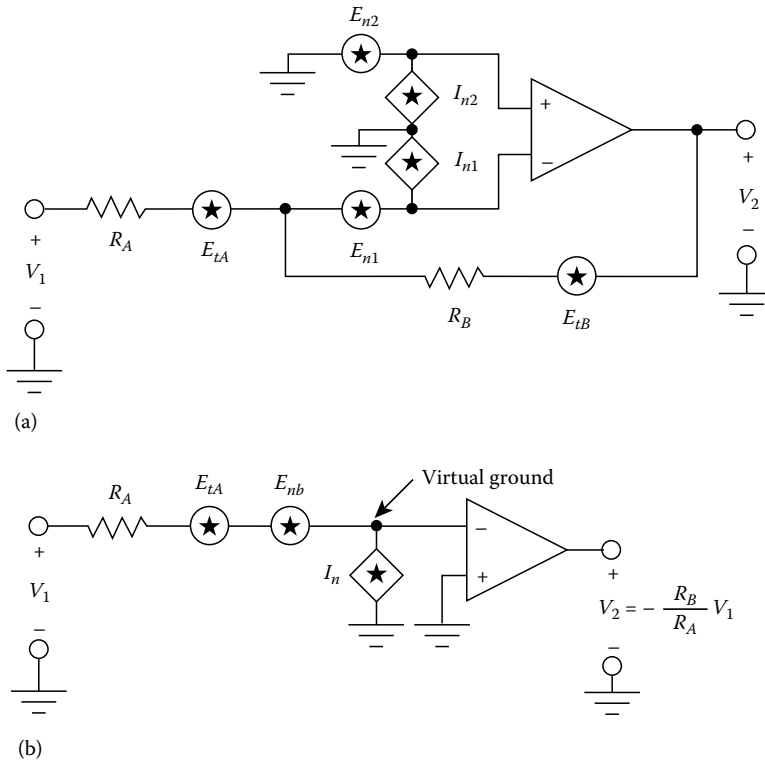 E_{n2}
+
I_{n2}
I_{n1}
–
+
R_A
E_{tA}
E_{n1}
V_2
+
V_1
–
R_B
E_{tB}
–
(a)
R_A
E_{tA}
E_{nb}
Virtual ground
–
+
I_n
+
+
V_1
V_2 = – \frac{R_B}{R_A} V_1
–
–
(b)